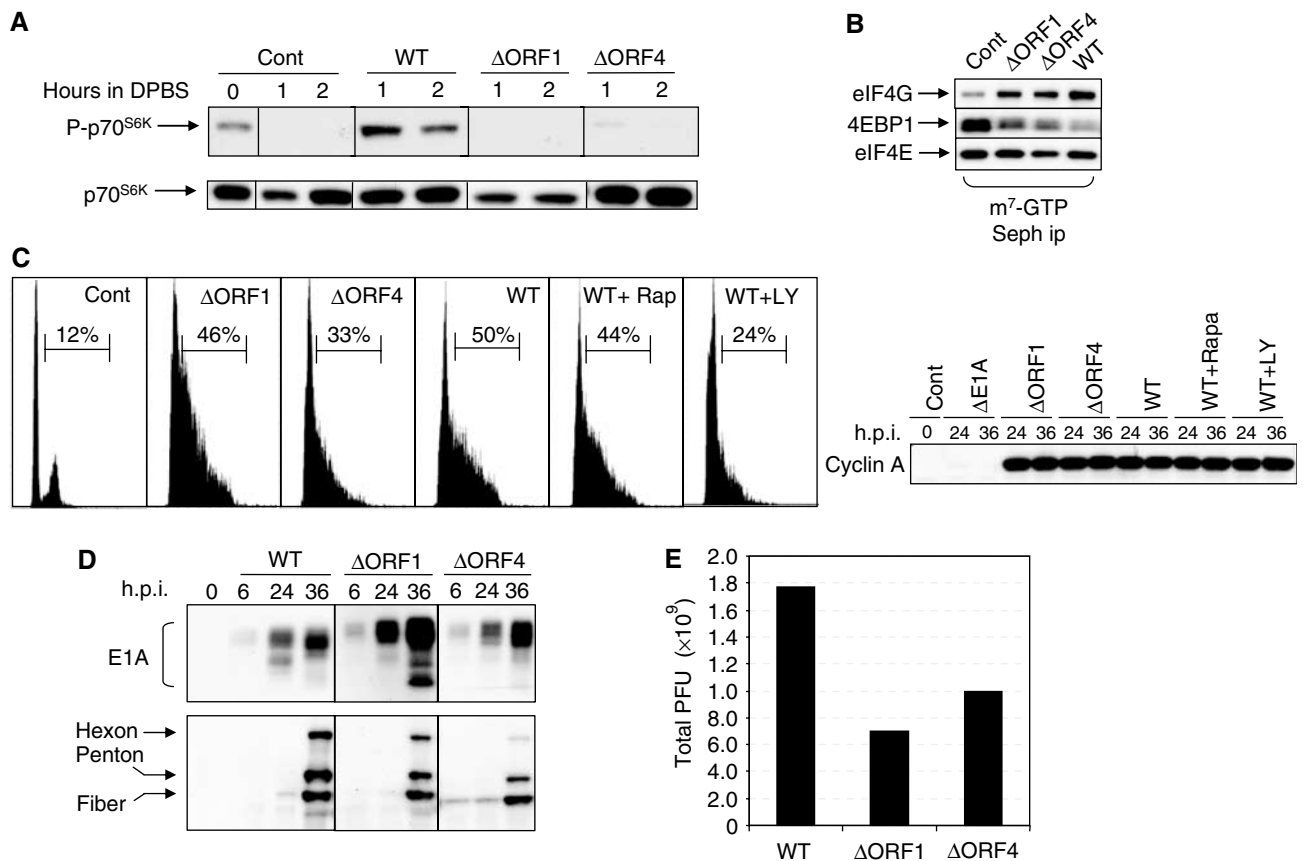 A
Cont WT ΔORF1 ΔORF4
Hours in DPBS 0 1 2 1 2 1 2 1 2
P-p70S6K
p70S6K
B
Cont ΔORF1 ΔORF4 WT
eIF4G
4EBP1
eIF4E
m7-GTP
Seph ip
C
Cont ΔORF1 ΔORF4 WT WT+ Rap WT+LY
12% 46% 33% 50% 44% 24%
Cont ΔE1A ΔORF1 ΔORF4 WT WT+Rapa WT+LY
h.p.i. 0 24 36 24 36 24 36 24 36 24 36 24 36
Cyclin A
D
WT ΔORF1 ΔORF4
h.p.i. 0 6 24 36 6 24 36 6 24 36
E1A
Hexon
Penton
Fiber
E
Total PFU (×10^9)
2.0
1.8
1.6
1.4
1.2
1.0
8.0
6.0
4.0
2.0
0
WT ΔORF1 ΔORF4